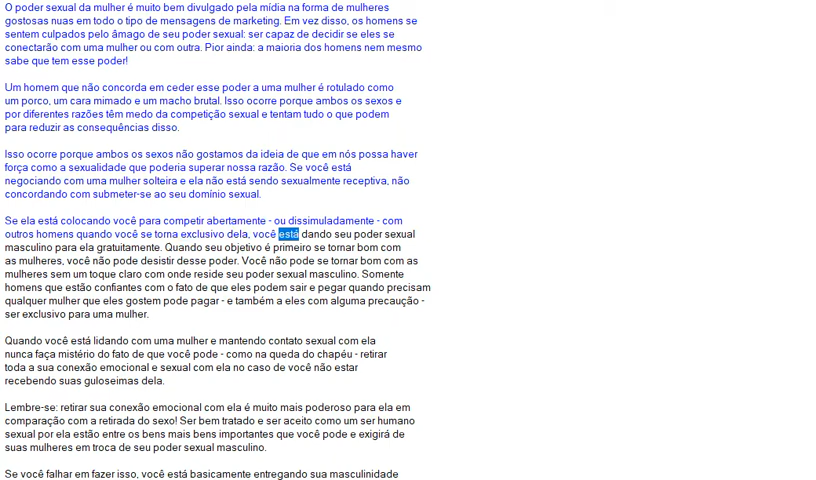 O poder sexual da mulher é muito bem divulgado pela mídia na forma de mulheres
gostosas nuas em todo o tipo de mensagens de marketing. Em vez disso, os homens se
sentem culpados pelo âmago de seu poder sexual: ser capaz de decidir se eles se
conectarão com uma mulher ou com outra. Pior ainda: a maioria dos homens nem mesmo
sabe que tem esse poder!
Um homem que não concorda em ceder esse poder a uma mulher é rotulado como
um porco, um cara mimado e um macho brutal. Isso ocorre porque ambos os sexos e
por diferentes razões têm medo da competição sexual e tentam tudo o que podem
para reduzir as consequências disso.
Isso ocorre porque ambos os sexos não gostamos da ideia de que em nós possa haver
força como a sexualidade que poderia superar nossa razão. Se você está
negociando com uma mulher solteira e ela não está sendo sexualmente receptiva, não
concordando com submeter-se ao seu domínio sexual.
Se ela está colocando você para competir abertamente - ou dissimuladamente - com
outros homens quando você se torna exclusivo dela, você está dando seu poder sexual
masculino para ela gratuitamente. Quando seu objetivo é primeiro se tornar bom com
as mulheres, você não pode desistir desse poder. Você não pode se tornar bom com as
mulheres sem um toque claro com onde reside seu poder sexual masculino. Somente
homens que estão confiantes com o fato de que eles podem sair e pegar quando precisam
qualquer mulher que eles gostem pode pagar - e também a eles com alguma precaução -
ser exclusivo para uma mulher.
Quando você está lidando com uma mulher e mantendo contato sexual com ela
nunca faça mistério do fato de que você pode - como na queda do chapéu - retirar
toda a sua conexão emocional e sexual com ela no caso de você não estar
recebendo suas guloseimas dela.
Lembre-se: retirar sua conexão emocional com ela é muito mais poderoso para ela em
comparação com a retirada do sexo! Ser bem tratado e ser aceito como um ser humano
sexual por ela estão entre os bens mais bens importantes que você pode e exigirá de
suas mulheres em troca de seu poder sexual masculino.
Se você falhar em fazer isso, você está basicamente entregando sua masculinidade